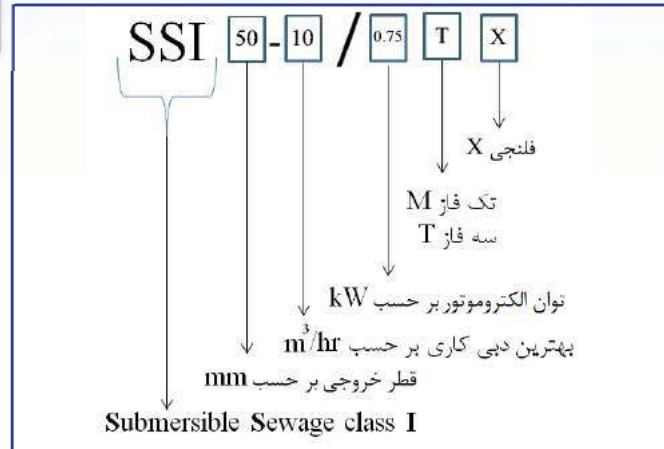 SSI 50 - 10 / 0.75 T X
فلنجی X
تک فاز M
سه فاز T
توان الکتروموتور بر حسب kW
بهترین دبی کاری بر حسب m³/hr
قطر خروجی بر حسب mm
Submersible Sewage class I